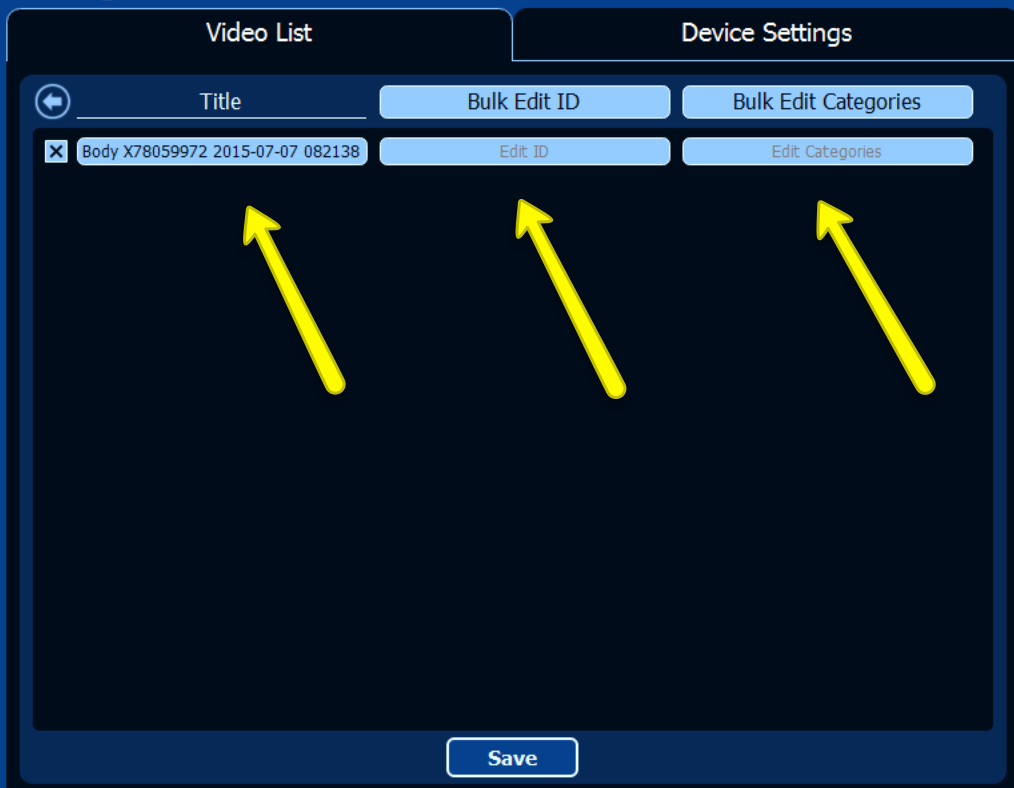 Video List
Device Settings
Title
Bulk Edit ID
Bulk Edit Categories
Body X78059972 2015-07-07 082138
Edit ID
Edit Categories
Save